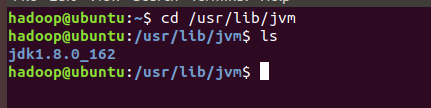 hadoop@ubuntu:~$ cd /usr/lib/jvm
hadoop@ubuntu:/usr/lib/jvm$ ls
jdk1.8.0_162
hadoop@ubuntu:/usr/lib/jvm$